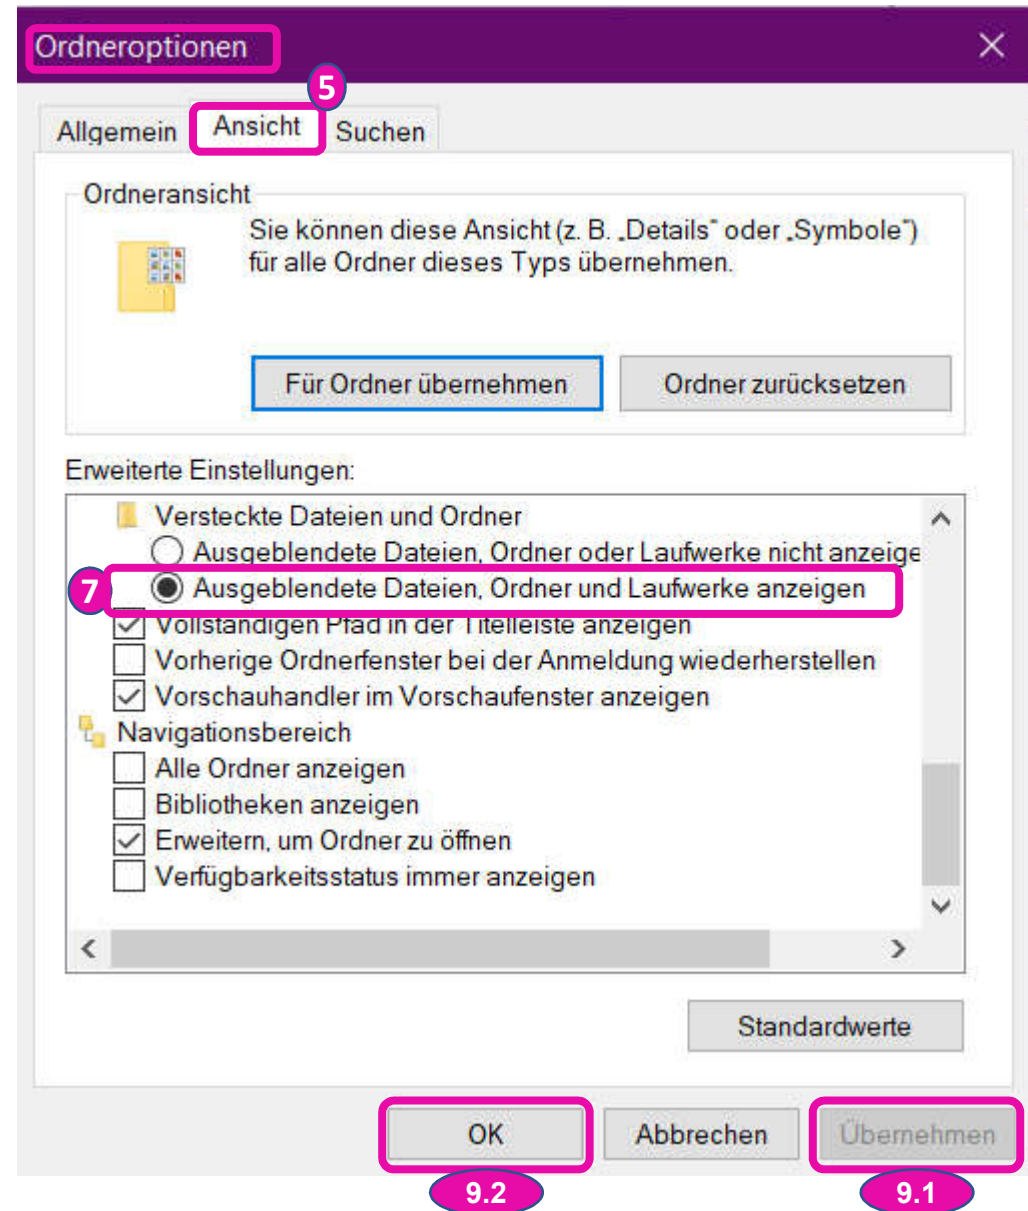 Ordneroptionen
5
Allgemein Ansicht Suchen
Ordneransicht
Sie können diese Ansicht (z. B. „Details“ oder „Symbole“)
für alle Ordner dieses Typs übernehmen.
Für Ordner übernehmen Ordner zurücksetzen
Erweiterte Einstellungen:
Versteckte Dateien und Ordner
Ausgeblendete Dateien, Ordner oder Laufwerke nicht anzeige
7 Ausgeblendete Dateien, Ordner und Laufwerke anzeigen
Vollständigen Pfad in der Titelleiste anzeigen
Vorherige Ordnerfenster bei der Anmeldung wiederherstellen
Vorschauhandler im Vorschaufenster anzeigen
Navigationsbereich
Alle Ordner anzeigen
Bibliotheken anzeigen
Erweitern, um Ordner zu öffnen
Verfügbarkeitsstatus immer anzeigen
Standardwerte
OK Abbrechen Übernehmen
9.2 9.1